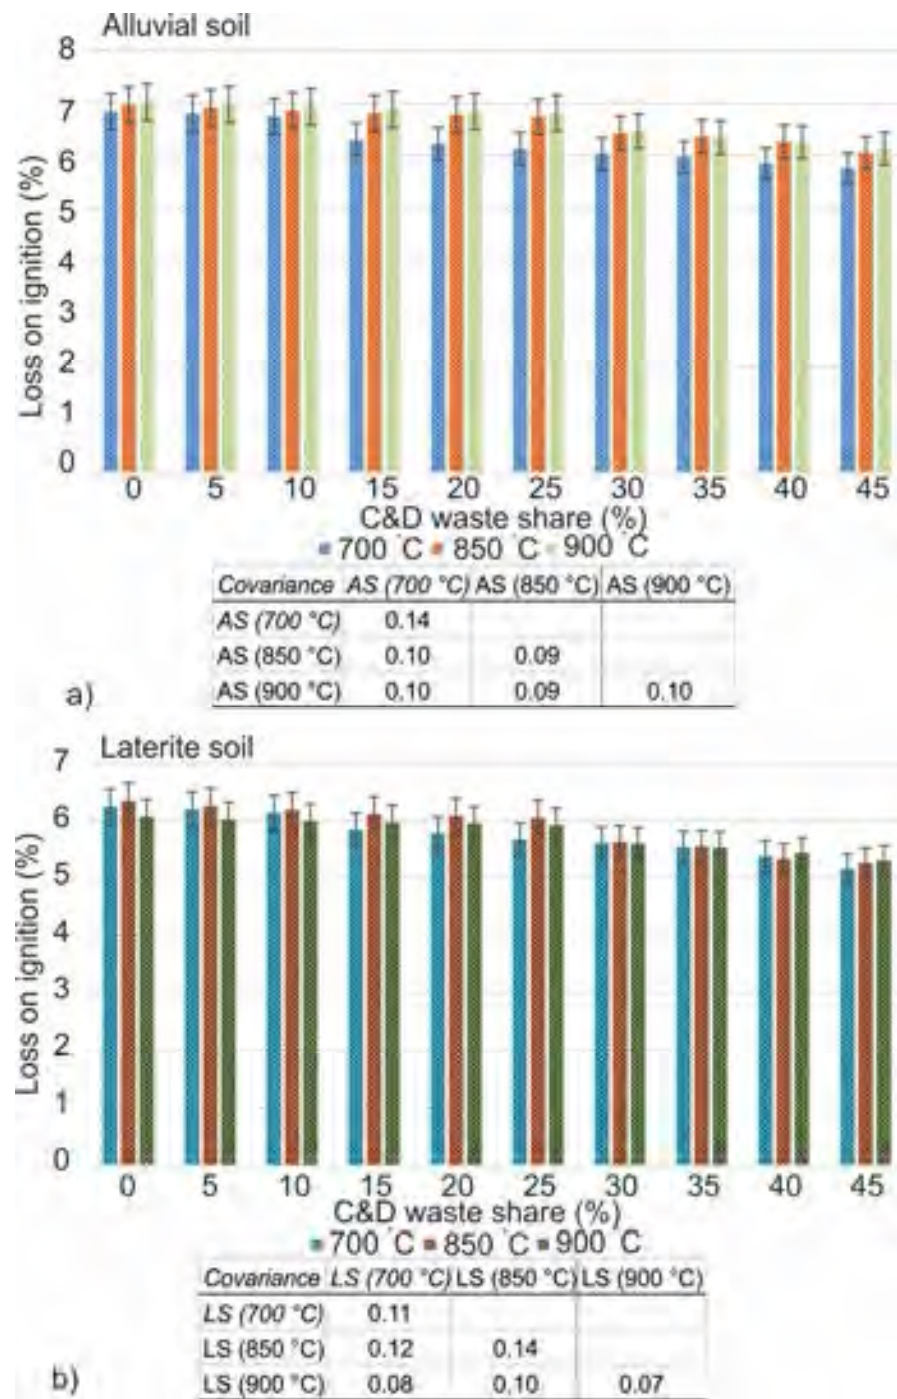 Alluvial soil
8
7
6
5
4
3
2
1
0
Loss on ignition (%)
0 5 10 15 20 25 30 35 40 45
C&D waste share (%)
700 °C 850 °C 900 °C
Covariance AS (700 °C) AS (850 °C) AS (900 °C)
AS (700 °C) 0.14
AS (850 °C) 0.10 0.09
AS (900 °C) 0.10 0.09 0.10
a)
Laterite soil
7
6
5
4
3
2
1
0
Loss on ignition (%)
0 5 10 15 20 25 30 35 40 45
C&D waste share (%)
700 °C 850 °C 900 °C
Covariance LS (700 °C) LS (850 °C) LS (900 °C)
LS (700 °C) 0.11
LS (850 °C) 0.12 0.14
LS (900 °C) 0.08 0.10 0.07
b)